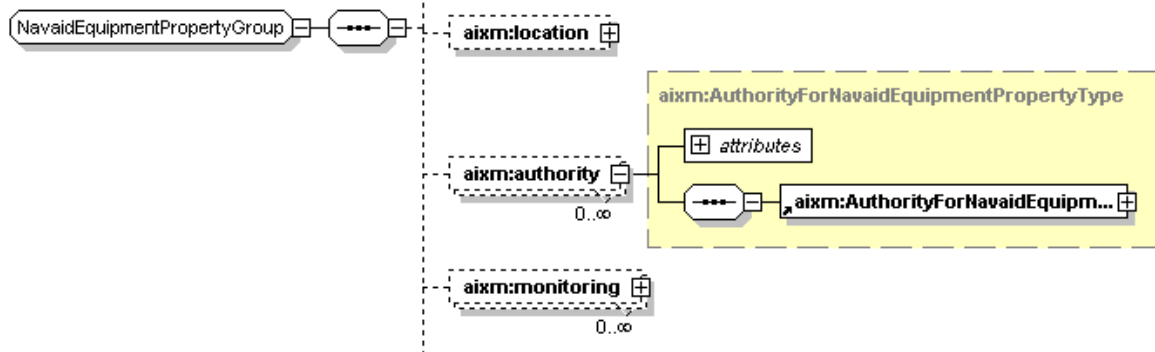 NavaidEquipmentPropertyGroup
aixm:location
aixm:AuthorityForNavaidEquipmentPropertyType
attributes
aixm:authority
0..∞
aixm:AuthorityForNavaidEquipm...
aixm:monitoring
0..∞